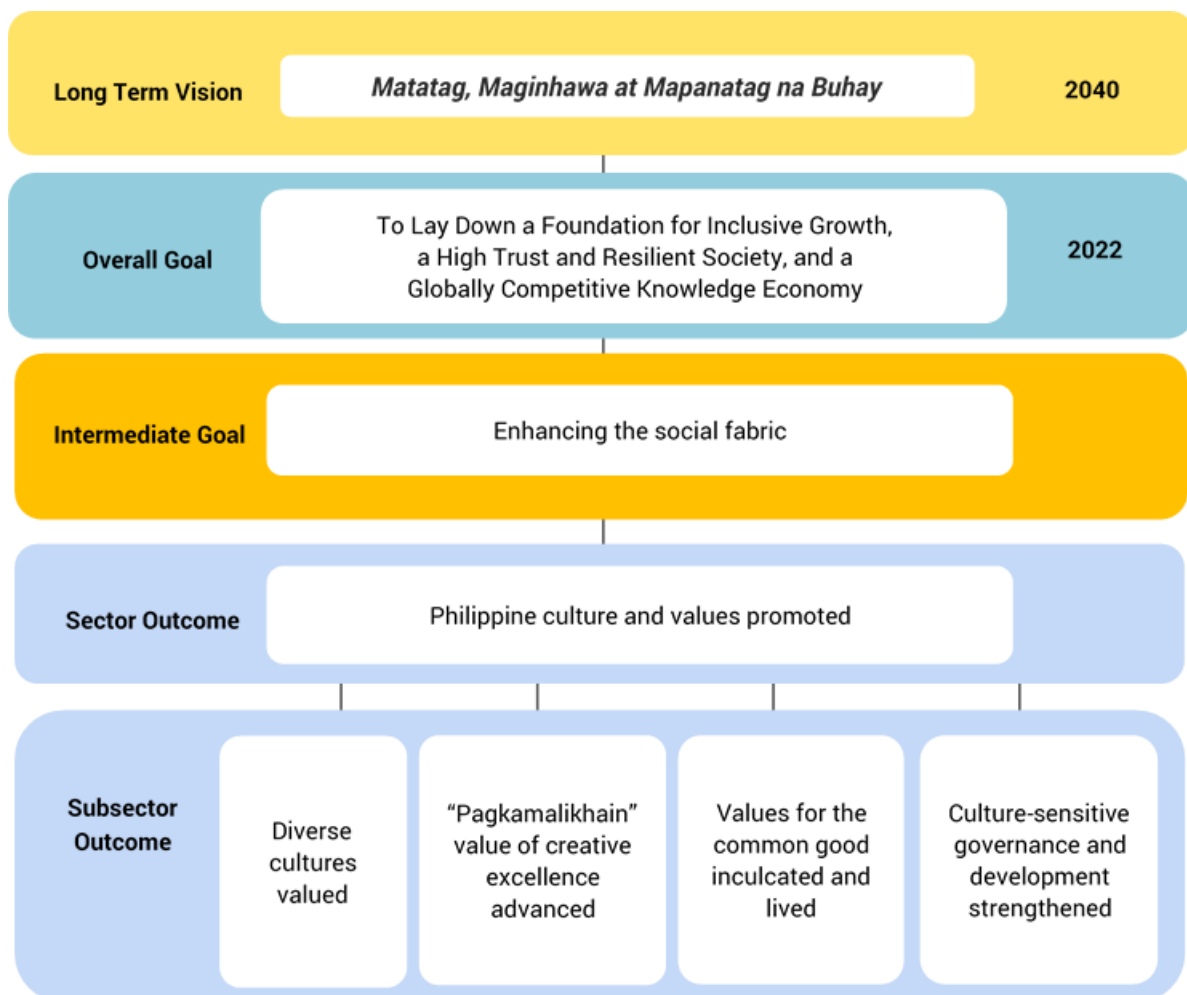 Long Term Vision
Matatag, Maginhawa at Mapanatag na Buhay
2040
Overall Goal
To Lay Down a Foundation for Inclusive Growth,
a High Trust and Resilient Society, and a
Globally Competitive Knowledge Economy
2022
Intermediate Goal
Enhancing the social fabric
Sector Outcome
Philippine culture and values promoted
Subsector
Outcome
Diverse
cultures
valued
“Pagkamalikhain”
value of creative
excellence
advanced
Values for the
common good
inculcated and
lived
Culture-sensitive
governance and
development
strengthened